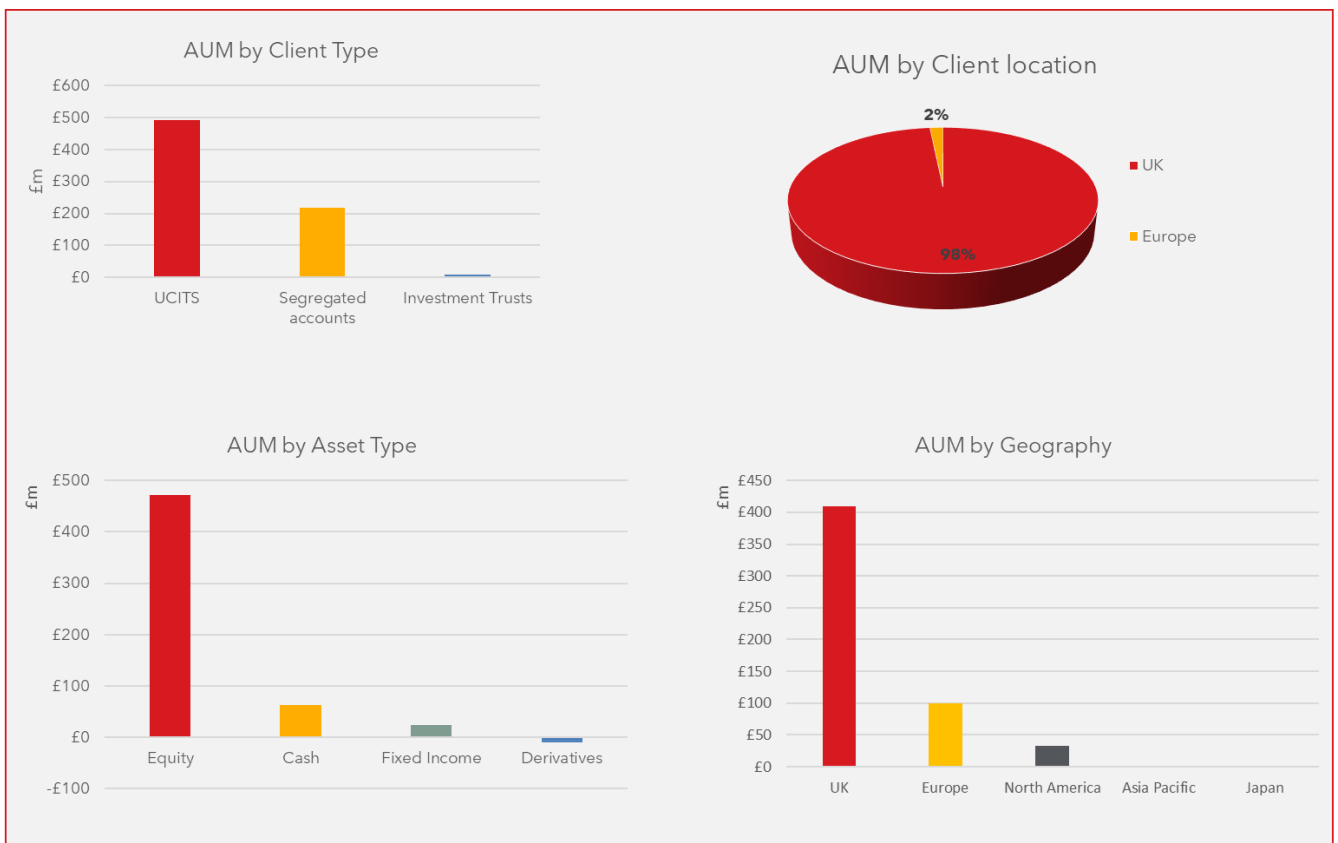 AUM by Client Type
£600
£500
£400
£300
£200
£100
£0
£m
UCITS
Segregated
accounts
Investment Trusts
AUM by Client location
2%
98%
UK
Europe
AUM by Asset Type
£m
£500
£400
£300
£200
£100
£0
-£100
Equity
Cash
Fixed Income
Derivatives
AUM by Geography
£m
£450
£400
£350
£300
£250
£200
£150
£100
£50
£0
UK
Europe
North America
Asia Pacific
Japan